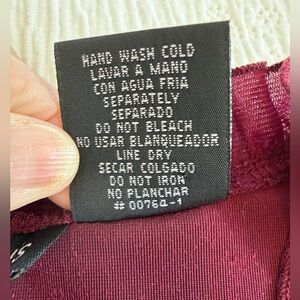 HAND WASH COLD
LAVAR A MANO
CON AGUA FRIA
SEPARATELY
SEPARADO
DO NOT BLEACH
NO USAR BLANQUEADOR
LINE DRY
SECAR COLGADO
DO NOT IRON
NO PLANCHAR
# 00764-1